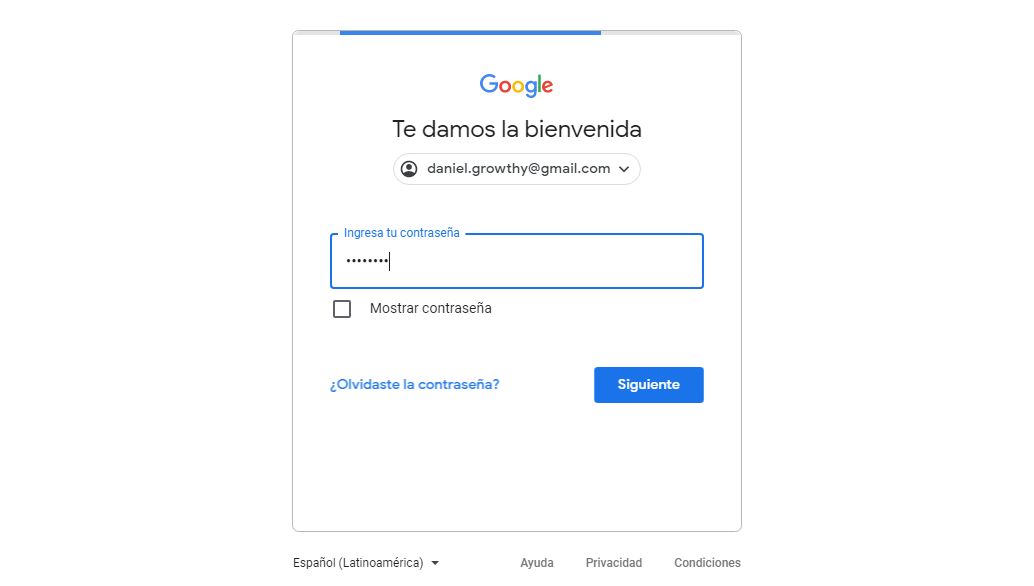 Google
Te damos la bienvenida
daniel.growthy@gmail.com
Ingresa tu contraseña
••••••••
Mostrar contraseña
¿Olvidaste la contraseña?
Siguiente
Español (Latinoamérica)
Ayuda
Privacidad
Condiciones